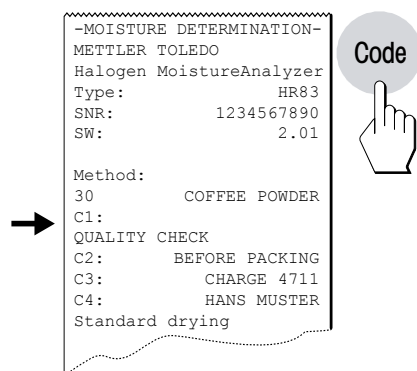 -MOISTURE DETERMINATION-
METTLER TOLEDO
Halogen MoistureAnalyzer
Type: HR83
SNR: 1234567890
SW: 2.01
Method:
30 COFFEE POWDER
C1:
QUALITY CHECK
C2: BEFORE PACKING
C3: CHARGE 4711
C4: HANS MUSTER
Standard drying
Code